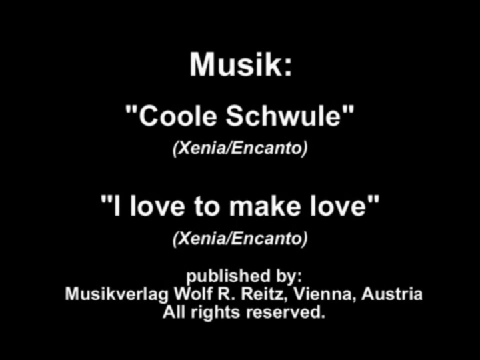 Musik:
"Coole Schwule"
(Xenia/Encanto)
"I love to make love"
(Xenia/Encanto)
published by:
Musikverlag Wolf R. Reitz, Vienna, Austria
All rights reserved.